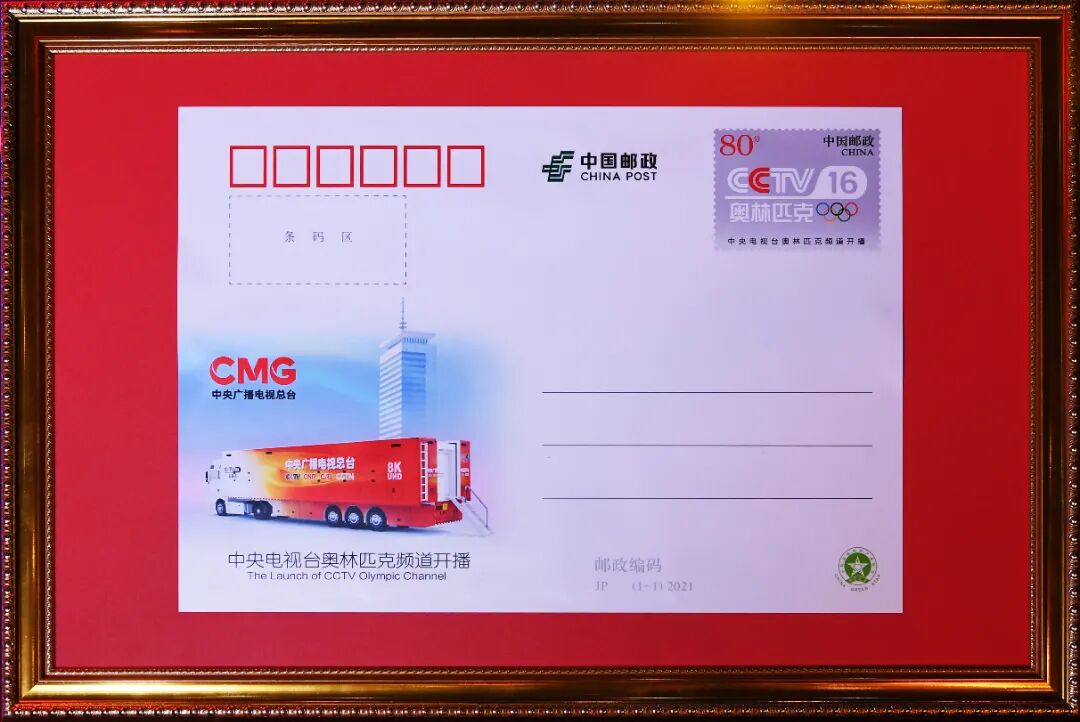 中国邮政
CHINA POST
80分
中国邮政
CHINA
CCTV 16
奥林匹克
中央电视台奥林匹克频道开播
条 码 区
CMG
中央广播电视总台
中央广播电视总台
CCTV CNR CRI CGTN
8K
UHD
中央电视台奥林匹克频道开播
The Launch of CCTV Olympic Channel
邮政编码
JP (1-1) 2021